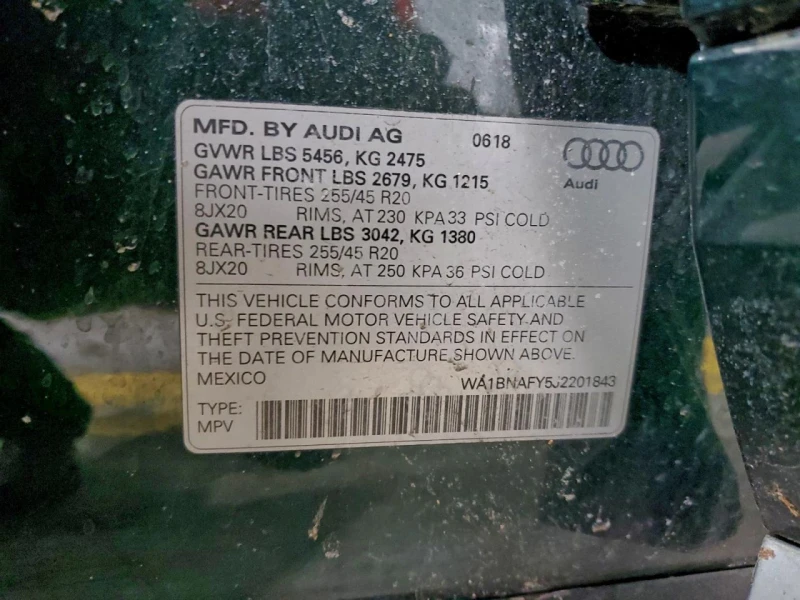 MFD. BY AUDI AG 0618
GVWR LBS 5456, KG 2475
GAWR FRONT LBS 2679, KG 1215
Audi
FRONT-TIRES 255/45 R20
8JX20 RIMS, AT 230 KPA 33 PSI COLD
GAWR REAR LBS 3042, KG 1380
REAR-TIRES 255/45 R20
8JX20 RIMS, AT 250 KPA 36 PSI COLD
THIS VEHICLE CONFORMS TO ALL APPLICABLE
U.S. FEDERAL MOTOR VEHICLE SAFETY AND
THEFT PREVENTION STANDARDS IN EFFECT ON
THE DATE OF MANUFACTURE SHOWN ABOVE.
MEXICO WA1BNAFY5J2201843
TYPE:
MPV